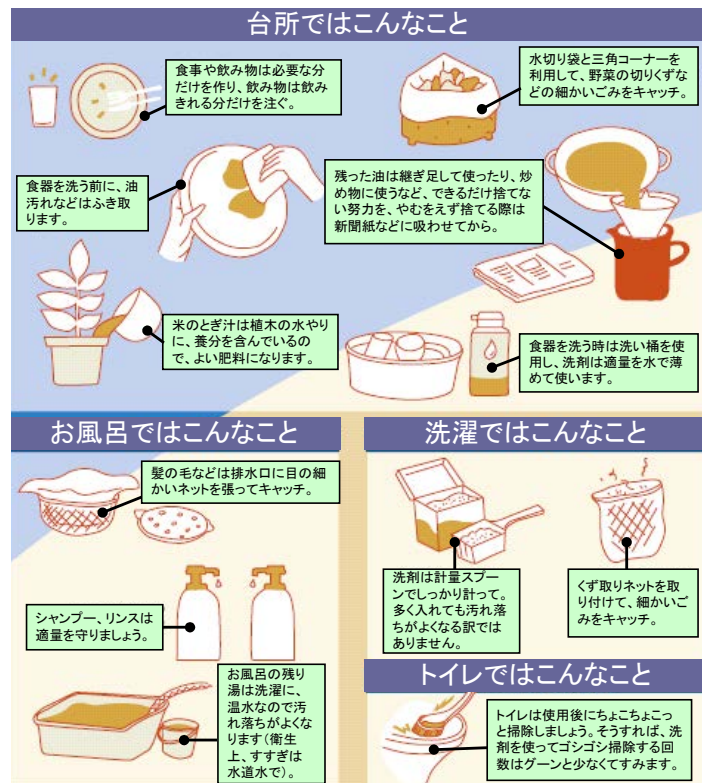 台所ではこんなこと
食事や飲み物は必要な分
だけを作り、飲み物は飲み
きれる分だけを注ぐ。
水切り袋と三角コーナーを
利用して、野菜の切りくずな
どの細かいごみをキャッチ。
食器を洗う前に、油
汚れなどはふき取
ります。
残った油は継ぎ足して使ったり、炒
め物に使うなど、できるだけ捨てな
い努力を、やむをえず捨てる際は
新聞紙などに吸わせてから。
米のとぎ汁は植木の水やり
に、養分を含んでいるの
で、よい肥料になります。
食器を洗う時は洗い桶を使
用し、洗剤は適量を水で薄
めて使います。
お風呂ではこんなこと
髪の毛などは排水口に目の細
かいネットを張ってキャッチ。
シャンプー、リンスは
適量を守りましょう。
お風呂の残り
湯は洗濯に、
温水なので汚
れ落ちがよくな
ります(衛生
上、すすぎは
水道水で)。
洗濯ではこんなこと
洗剤は計量スプー
ンでしっかり計って。
多く入れても汚れ落
ちがよくなる訳では
ありません。
くず取りネットを取
り付けて、細かいご
みをキャッチ。
トイレではこんなこと
トイレは使用後にちょこちょこっ
と掃除しましょう。そうすれば、洗
剤を使ってゴシゴシ掃除する回
数はグーンと少なくてすみます。